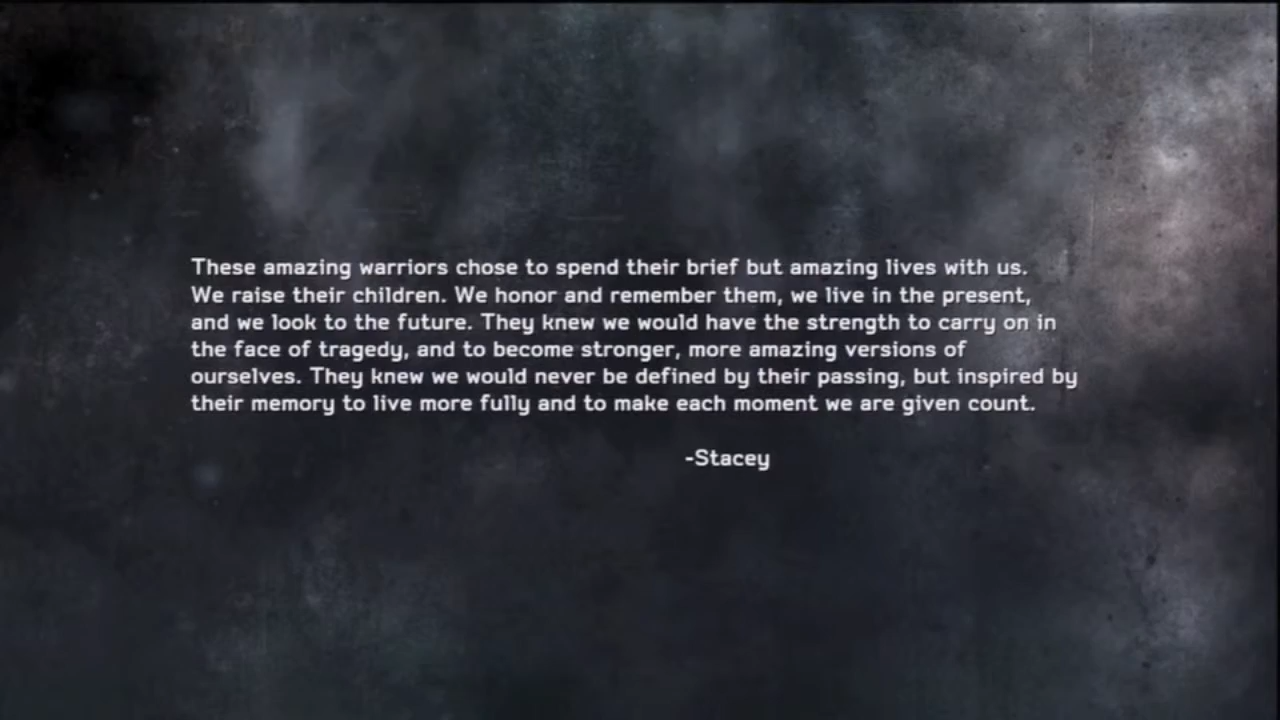 These amazing warriors chose to spend their brief but amazing lives with us.
We raise their children. We honor and remember them, we live in the present,
and we look to the future. They knew we would have the strength to carry on in
the face of tragedy, and to become stronger, more amazing versions of
ourselves. They knew we would never be defined by their passing, but inspired by
their memory to live more fully and to make each moment we are given count.
-Stacey